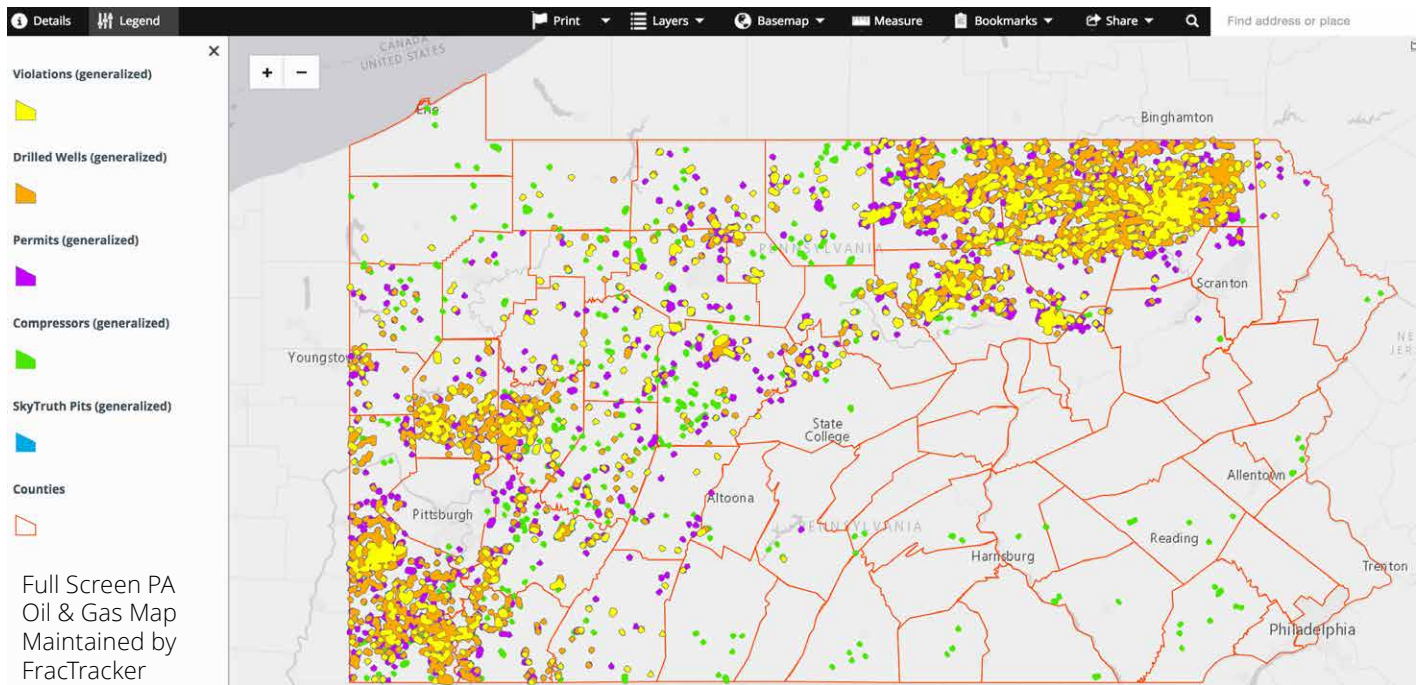 Details
Legend
Print
Layers
Basemap
Measure
Bookmarks
Share
Find address or place
Violations (generalized)
Drilled Wells (generalized)
Permits (generalized)
Compressors (generalized)
SkyTruth Pits (generalized)
Counties
Full Screen PA
Oil & Gas Map
Maintained by
FracTracker
CANADA
UNITED STATES
Erie
Binghamton
PENNSYLVANIA
Scranton
Youngstow
State
College
Allentown
Altoona
Pittsburgh
PENNSYLVANIA
Harrisburg
Reading
Trenton
Philadelphia